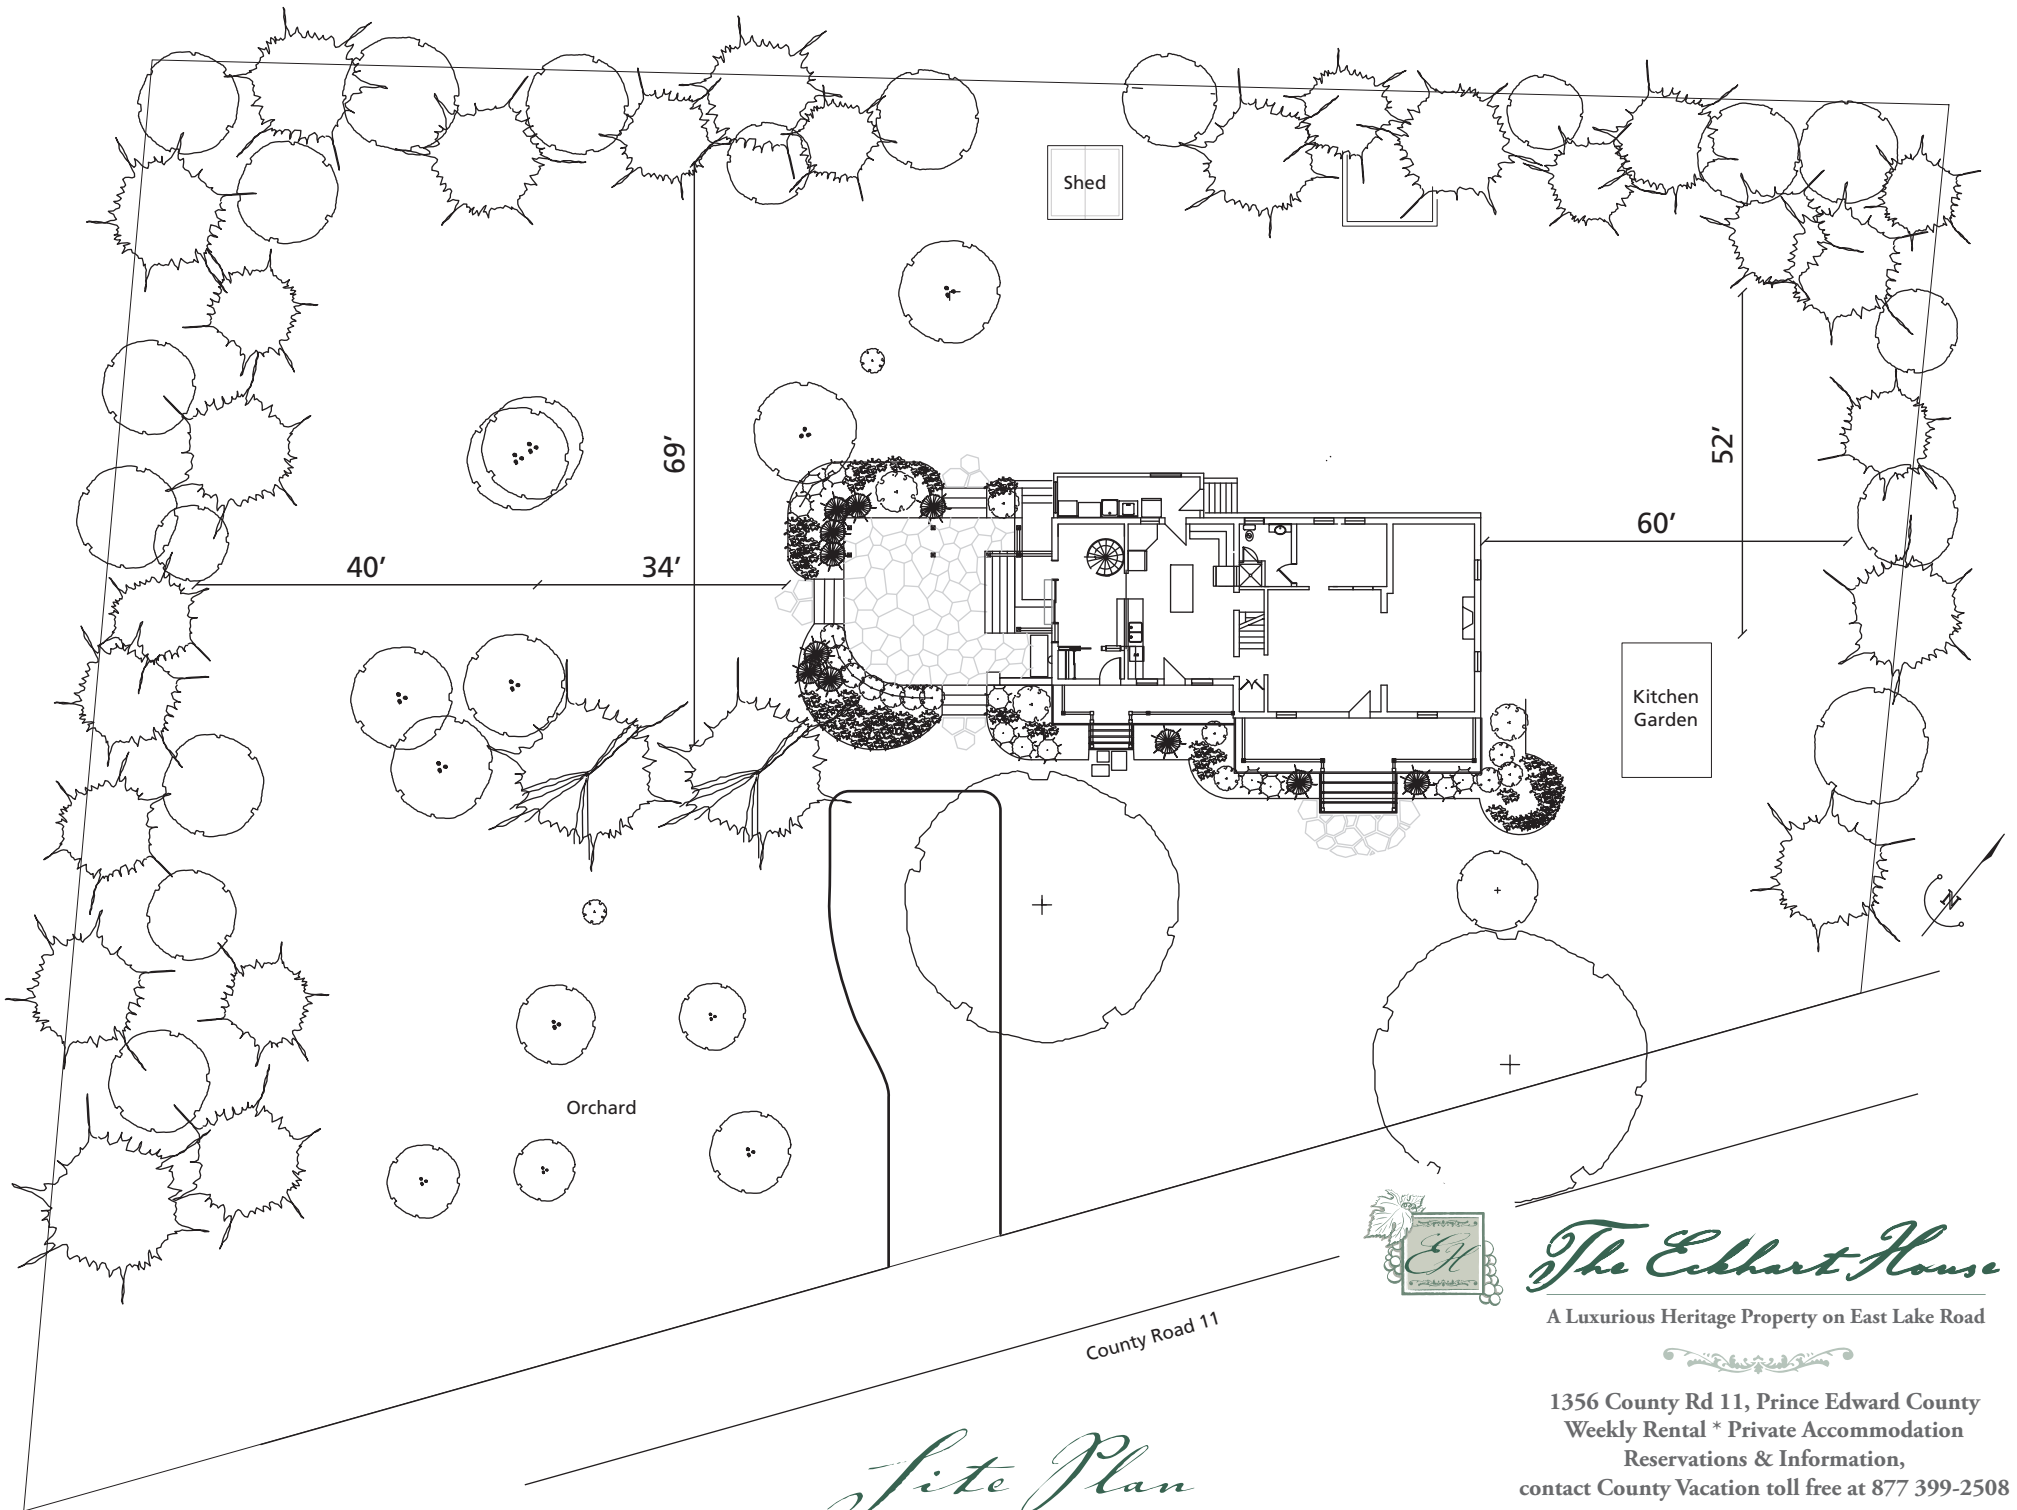 Shed
69’
52’
60’
40’
34’
Kitchen
Garden
N
Orchard
EH
The Eckhart House
A Luxurious Heritage Property on East Lake Road
County Road 11
1356 County Rd 11, Prince Edward County
Weekly Rental * Private Accommodation
Reservations & Information,
contact County Vacation toll free at 877 399-2508
Site Plan